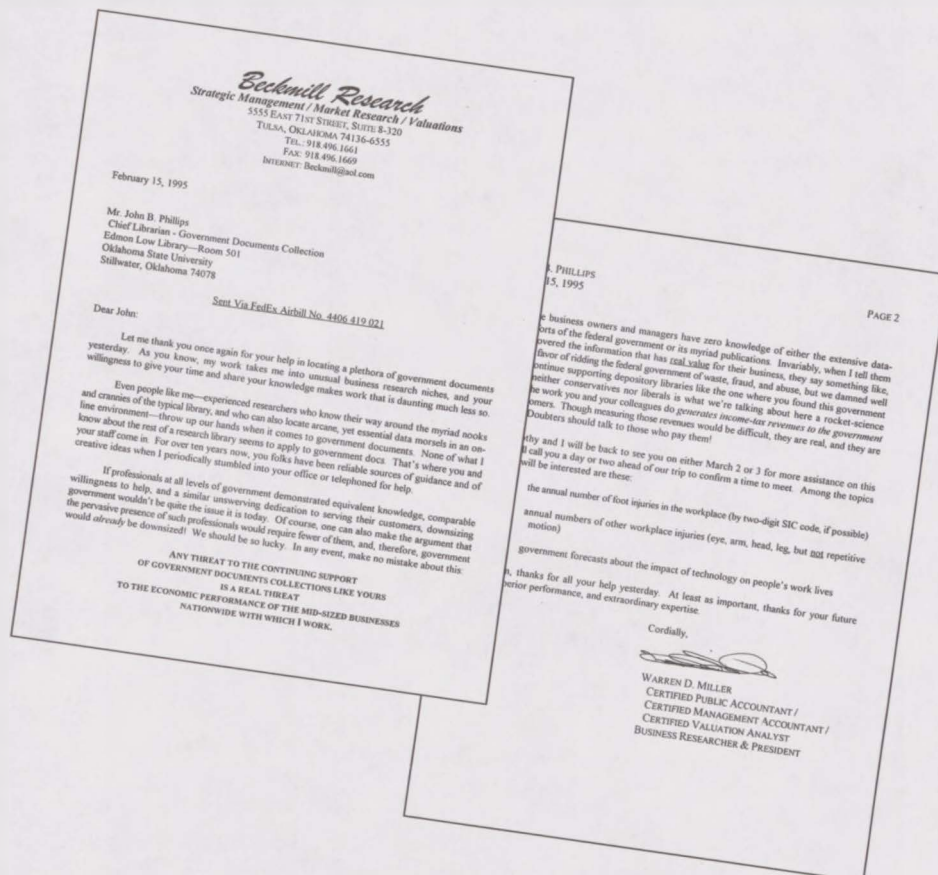 Beckmill Research
Strategic Management / Market Research / Valuations
5555 EAST 71ST STREET, SUITE 8-320
TULSA, OKLAHOMA 74136-6555
TEL.: 918.496.1661
FAX: 918.496.1669
INTERNET: Beckmill@aol.com
February 15, 1995
Mr. John B. Phillips
Chief Librarian - Government Documents Collection
Edmon Low Library—Room 501
Oklahoma State University
Stillwater, Oklahoma 74078
Sent Via FedEx Airbill No. 4406 419 021
Dear John:
Let me thank you once again for your help in locating a plethora of government documents
yesterday. As you know, my work takes me into unusual business research niches, and your
willingness to give your time and share your knowledge makes work that is daunting much less so.
Even people like me—experienced researchers who know their way around the myriad nooks
and crannies of the typical library, and who can also locate arcane, yet essential data morsels in an on-
line environment—throw up our hands when it comes to government documents. None of what I
know about the rest of a research library seems to apply to government docs. That's where you and
your staff come in. For over ten years now, you folks have been reliable sources of guidance and of
creative ideas when I periodically stumbled into your office or telephoned for help.
If professionals at all levels of government demonstrated equivalent knowledge, comparable
willingness to help, and a similar unswerving dedication to serving their customers, downsizing
government wouldn't be quite the issue it is today. Of course, one can also make the argument that
the pervasive presence of such professionals would require fewer of them, and, therefore, government
would already be downsized! We should be so lucky. In any event, make no mistake about this:
ANY THREAT TO THE CONTINUING SUPPORT
OF GOVERNMENT DOCUMENTS COLLECTIONS LIKE YOURS
IS A REAL THREAT
TO THE ECONOMIC PERFORMANCE OF THE MID-SIZED BUSINESSES
NATIONWIDE WITH WHICH I WORK.
. PHILLIPS
15, 1995
PAGE 2
e business owners and managers have zero knowledge of either the extensive data-
orts of the federal government or its myriad publications. Invariably, when I tell them
overed the information that has real value for their business, they say something like,
favor of ridding the federal government of waste, fraud, and abuse, but we damned well
ontinue supporting depository libraries like the one where you found this government
neither conservatives nor liberals is what we're talking about here a rocket-science
he work you and your colleagues do generates income-tax revenues to the government
omers. Though measuring those revenues would be difficult, they are real, and they are
Doubters should talk to those who pay them!
thy and I will be back to see you on either March 2 or 3 for more assistance on this
ll call you a day or two ahead of our trip to confirm a time to meet. Among the topics
will be interested are these:
the annual number of foot injuries in the workplace (by two-digit SIC code, if possible)
annual numbers of other workplace injuries (eye, arm, head, leg, but not repetitive
motion)
government forecasts about the impact of technology on people's work lives
n, thanks for all your help yesterday. At least as important, thanks for your future
perior performance, and extraordinary expertise.
Cordially,
WARREN D. MILLER
CERTIFIED PUBLIC ACCOUNTANT /
CERTIFIED MANAGEMENT ACCOUNTANT /
CERTIFIED VALUATION ANALYST
BUSINESS RESEARCHER & PRESIDENT